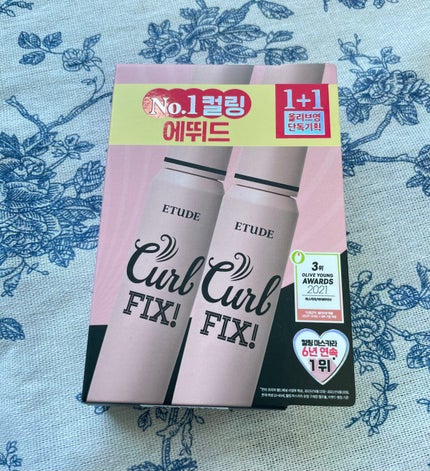 No.1 컬링
에뛰드
1+1
올리브영
단독기획
ETUDE
Curl
FIX!
ETUDE
Curl
FIX!
3위
OLIVE YOUNG
AWARDS
2021
컬링 마스카라
6년 연속
1위